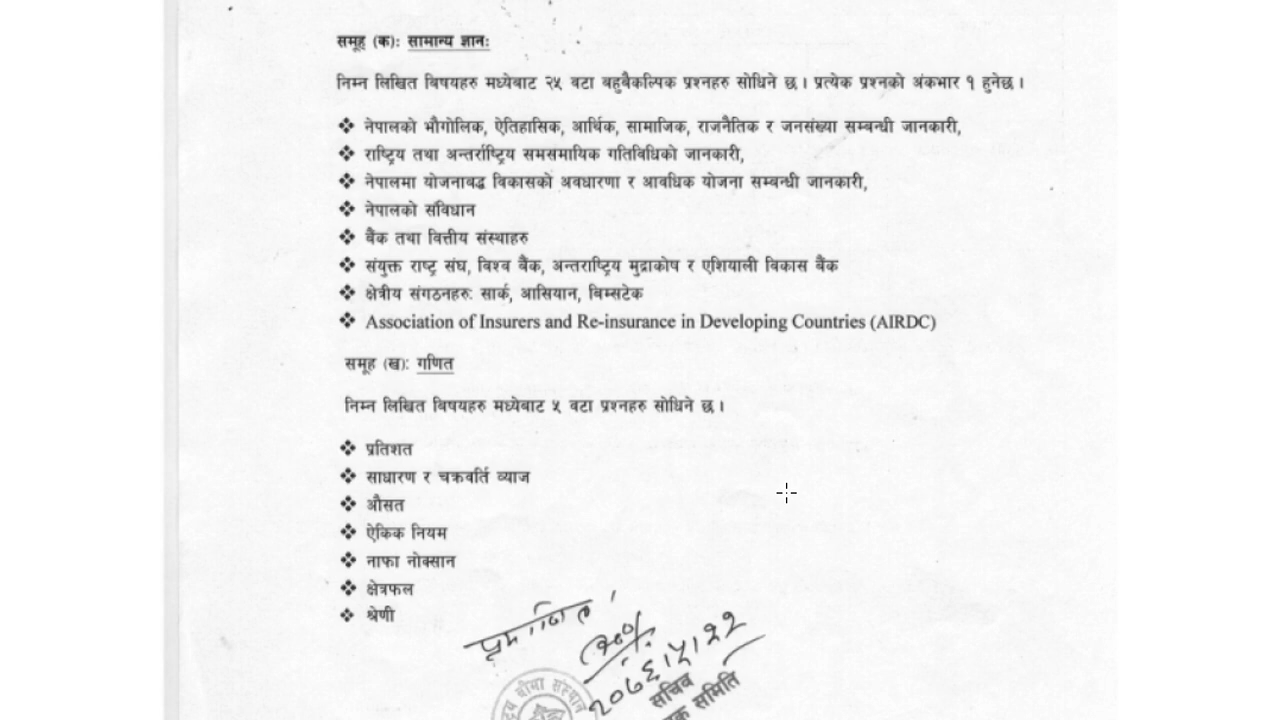 समूह (क): सामान्य ज्ञानः
निम्न लिखित विषयहरु मध्येबाट २५ वटा बहुबैकल्पिक प्रश्नहरु सोधिने छ । प्रत्येक प्रश्नको अंकभार १ हुनेछ ।
❖ नेपालको भौगोलिक, ऐतिहासिक, आर्थिक, सामाजिक, राजनैतिक र जनसंख्या सम्बन्धी जानकारी,
❖ राष्ट्रिय तथा अन्तर्राष्ट्रिय समसमायिक गतिविधिको जानकारी,
❖ नेपालमा योजनावद्ध विकासको अवधारणा र आवधिक योजना सम्बन्धी जानकारी,
❖ नेपालको संविधान
❖ बैंक तथा वित्तीय संस्थाहरु
❖ संयुक्त राष्ट्र संघ, विश्व बैंक, अन्तराष्ट्रिय मुद्राकोष र एशियाली विकास बैंक
❖ क्षेत्रीय संगठनहरु: सार्क, आसियान, बिम्सटेक
❖ Association of Insurers and Re-insurance in Developing Countries (AIRDC)
समूह (ख): गणित
निम्न लिखित विषयहरु मध्येबाट ५ वटा प्रश्नहरु सोधिने छ ।
❖ प्रतिशत
❖ साधारण र चक्रवर्ति व्याज
❖ औसत
❖ ऐकिक नियम
❖ नाफा नोक्सान
❖ क्षेत्रफल
❖ श्रेणी
प्रमाणित
२०७६।५।२२
सचिव
समिति
बीमा संस्थान